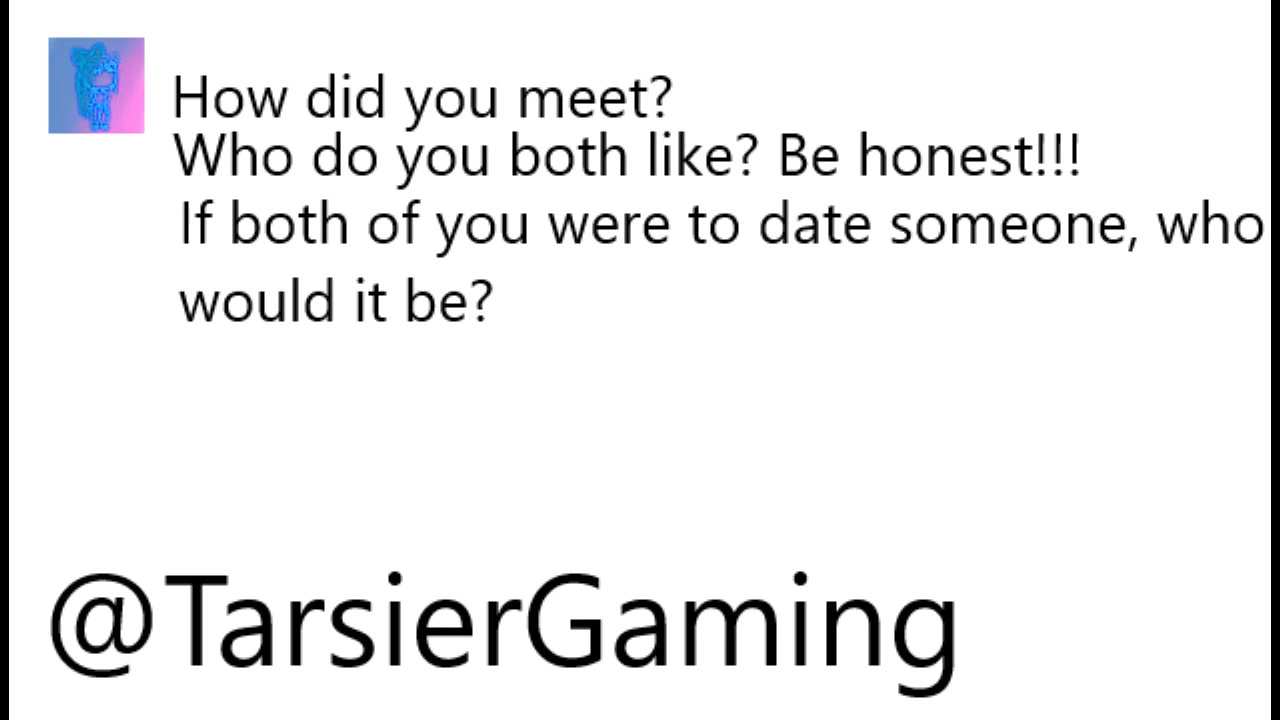 How did you meet?
Who do you both like? Be honest!!!
If both of you were to date someone, who
would it be?
@TarsierGaming